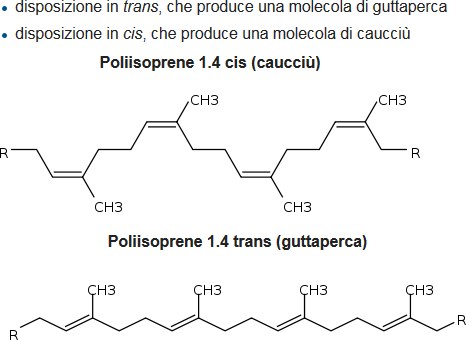 disposizione in trans, che produce una molecola di guttaperca
disposizione in cis, che produce una molecola di caucciù
Poliisoprene 1.4 cis (caucciù)
CH3 CH3
R R
CH3 CH3
Poliisoprene 1.4 trans (guttaperca)
CH3 CH3 CH3 CH3
R R